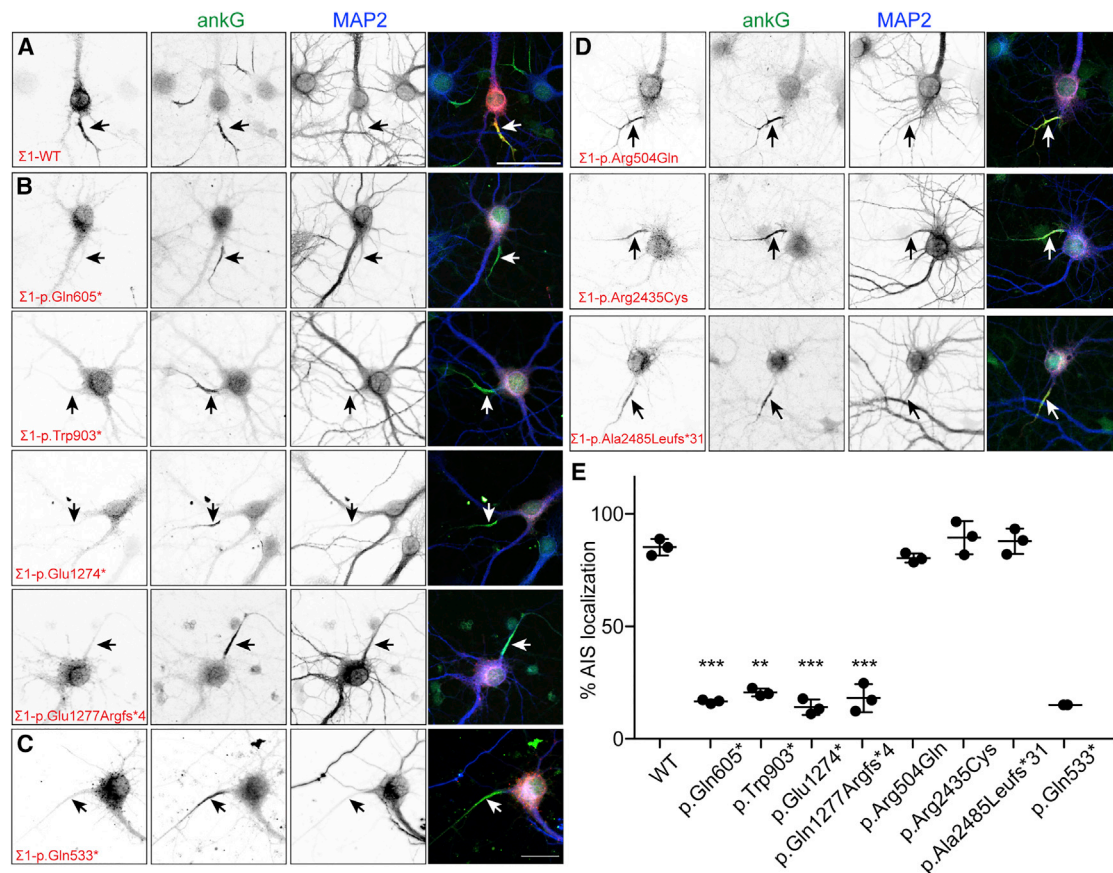 ankG MAP2
A
Σ1-WT
B
Σ1-p.Gln605*
Σ1-p.Trp903*
Σ1-p.Glu1274*
Σ1-p.Glu1277Argfs*4
C
Σ1-p.Gln533*
ankG MAP2
D
Σ1-p.Arg504Gln
Σ1-p.Arg2435Cys
Σ1-p.Ala2485Leufs*31
E
% AIS localization
100
50
0
*** ** *** ***
WT
p.Gln605*
p.Trp903*
p.Glu1274*
p.Gln1277Argfs*4
p.Arg504Gln
p.Arg2435Cys
p.Ala2485Leufs*31
p.Gln533*